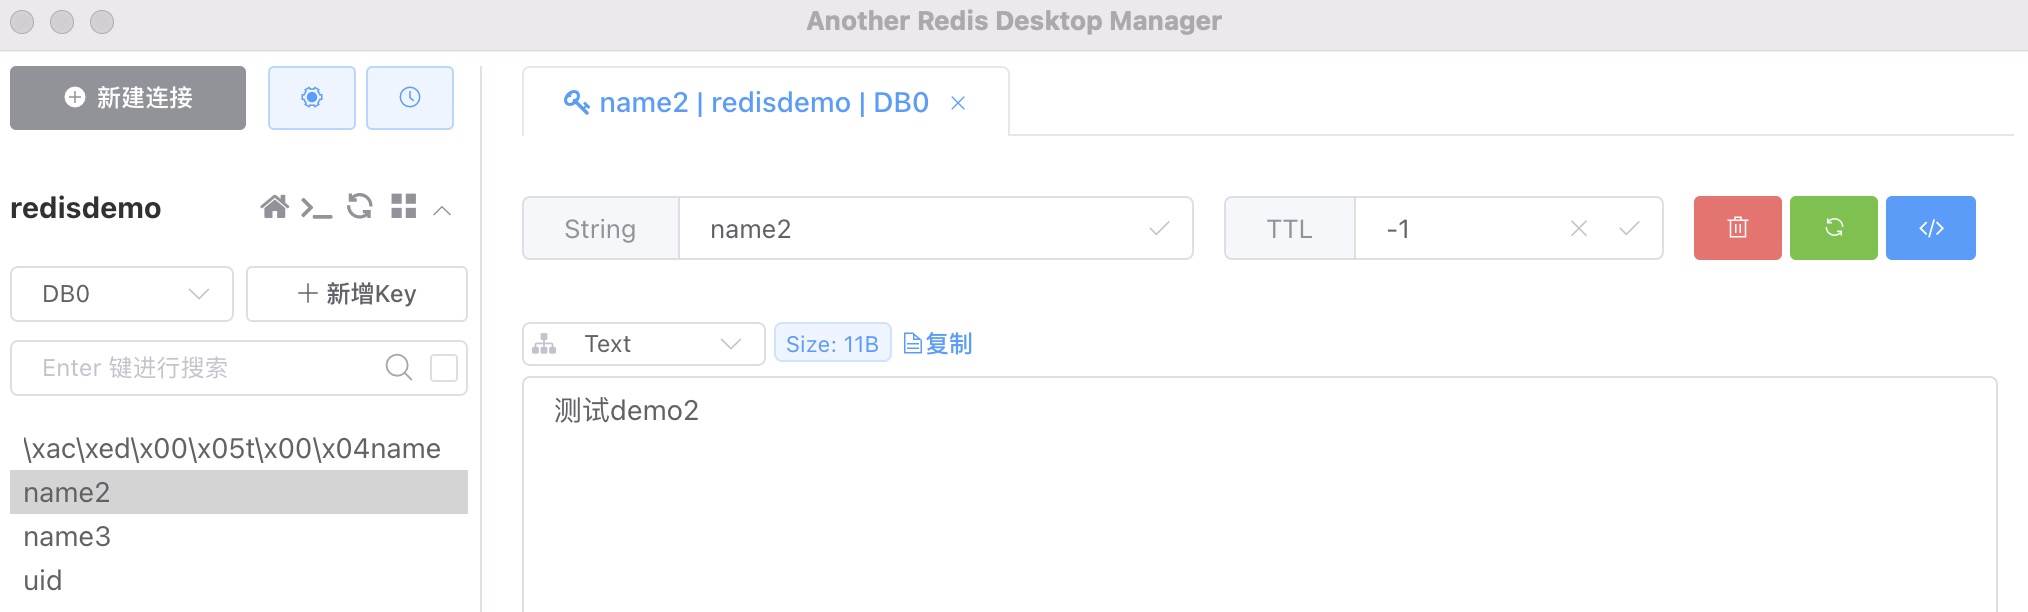 Another Redis Desktop Manager
新建连接
name2 | redisdemo | DB0
redisdemo
String name2 TTL -1
DB0 新增Key
Text Size: 11B 复制
Enter 键进行搜索
测试demo2
\xac\xed\x00\x05t\x00\x04name
name2
name3
uid